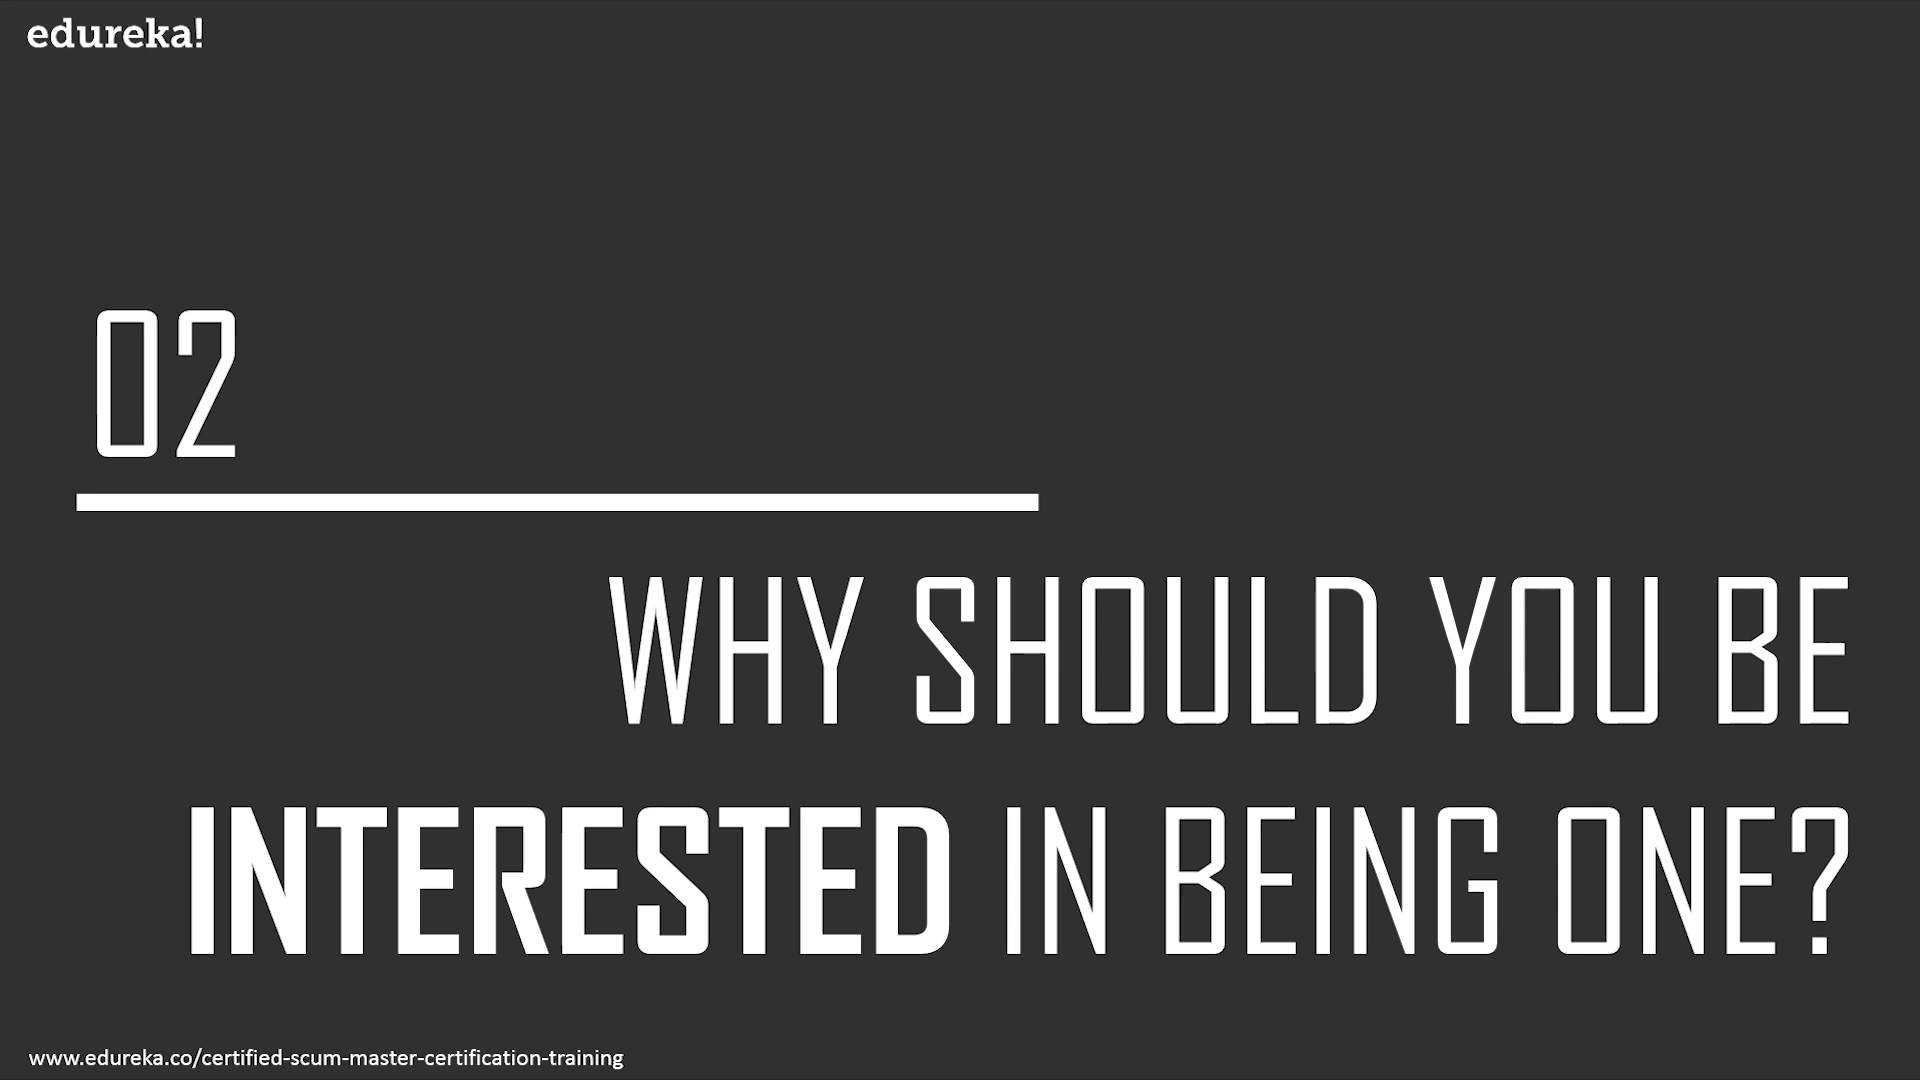 edureka!
02
WHY SHOULD YOU BE
INTERESTED IN BEING ONE?
www.edureka.co/certified-scum-master-certification-training